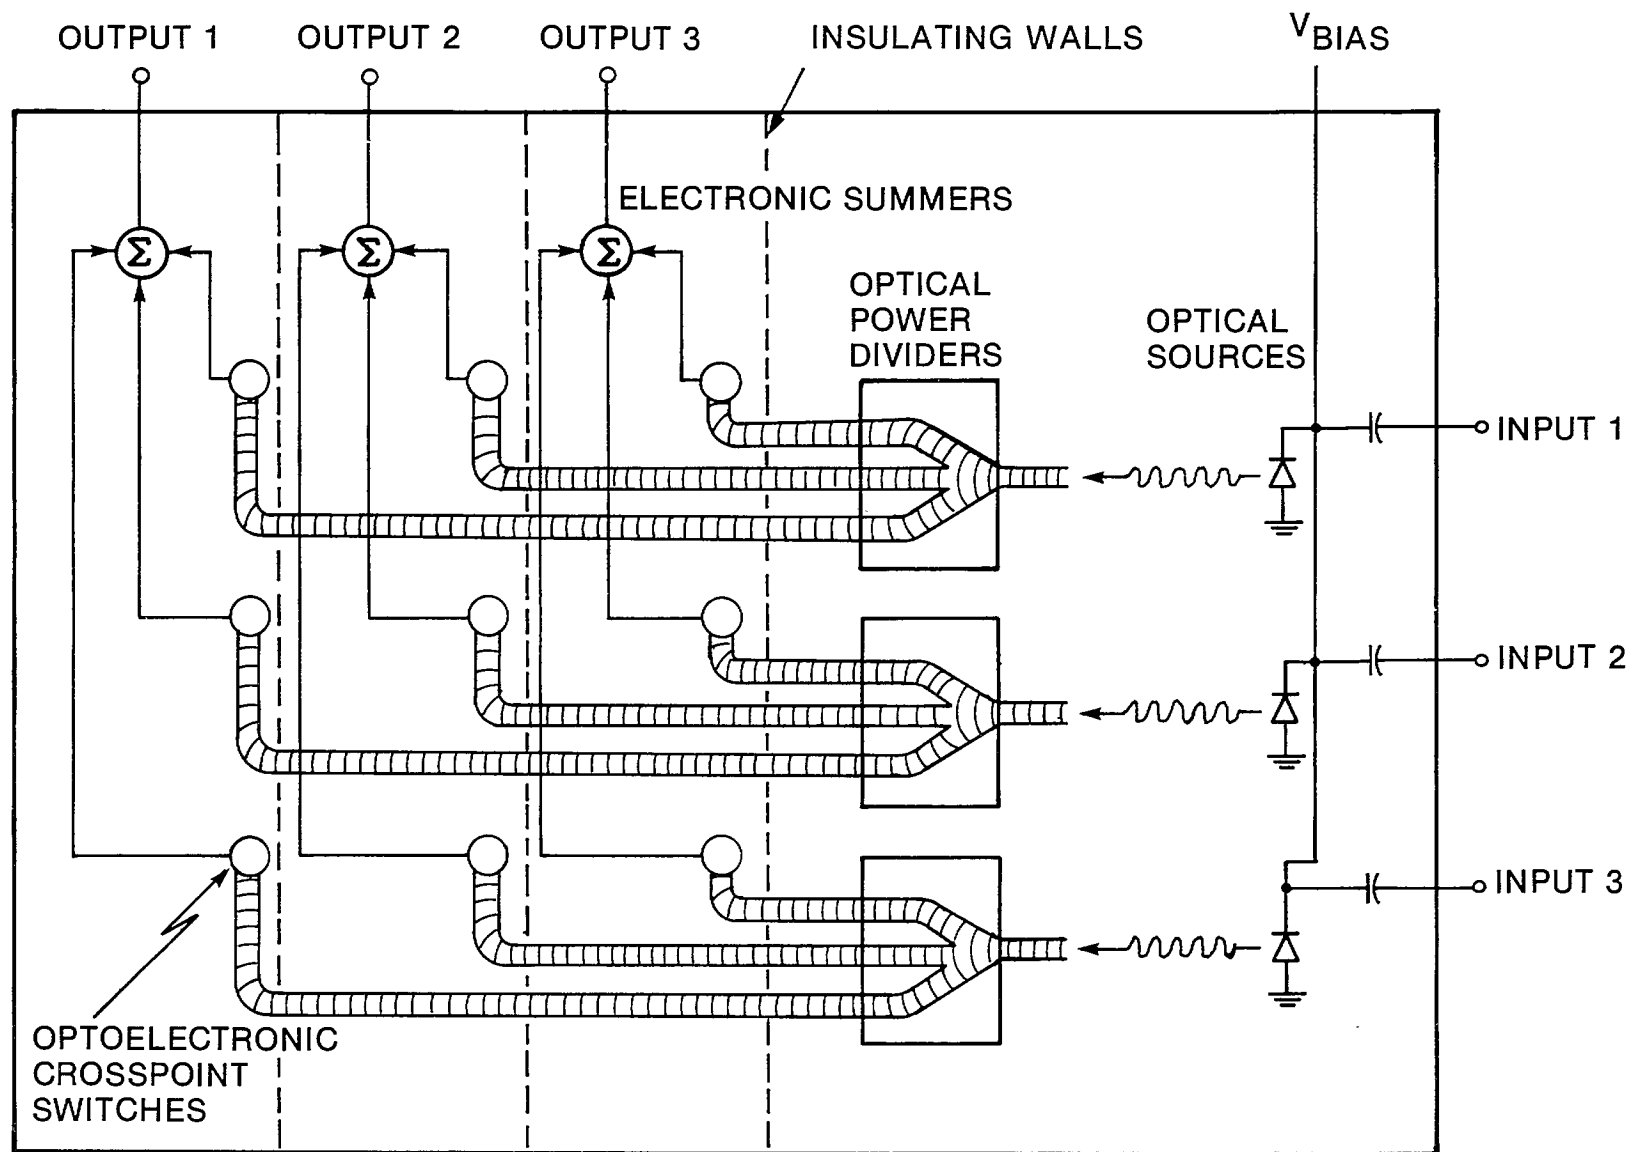 OUTPUT 1
OUTPUT 2
OUTPUT 3
INSULATING WALLS
VBIAS
ELECTRONIC SUMMERS
Σ
Σ
Σ
OPTICAL
POWER
DIVIDERS
OPTICAL
SOURCES
INPUT 1
INPUT 2
INPUT 3
OPTOELECTRONIC
CROSSPOINT
SWITCHES